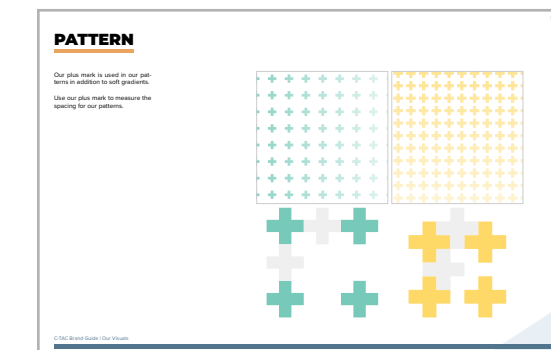 PATTERN
Our plus mark is used in our pat-
terns in addition to soft gradients.
Use our plus mark to measure the
spacing for our patterns.
C-TAC Brand Guide / Our Visuals